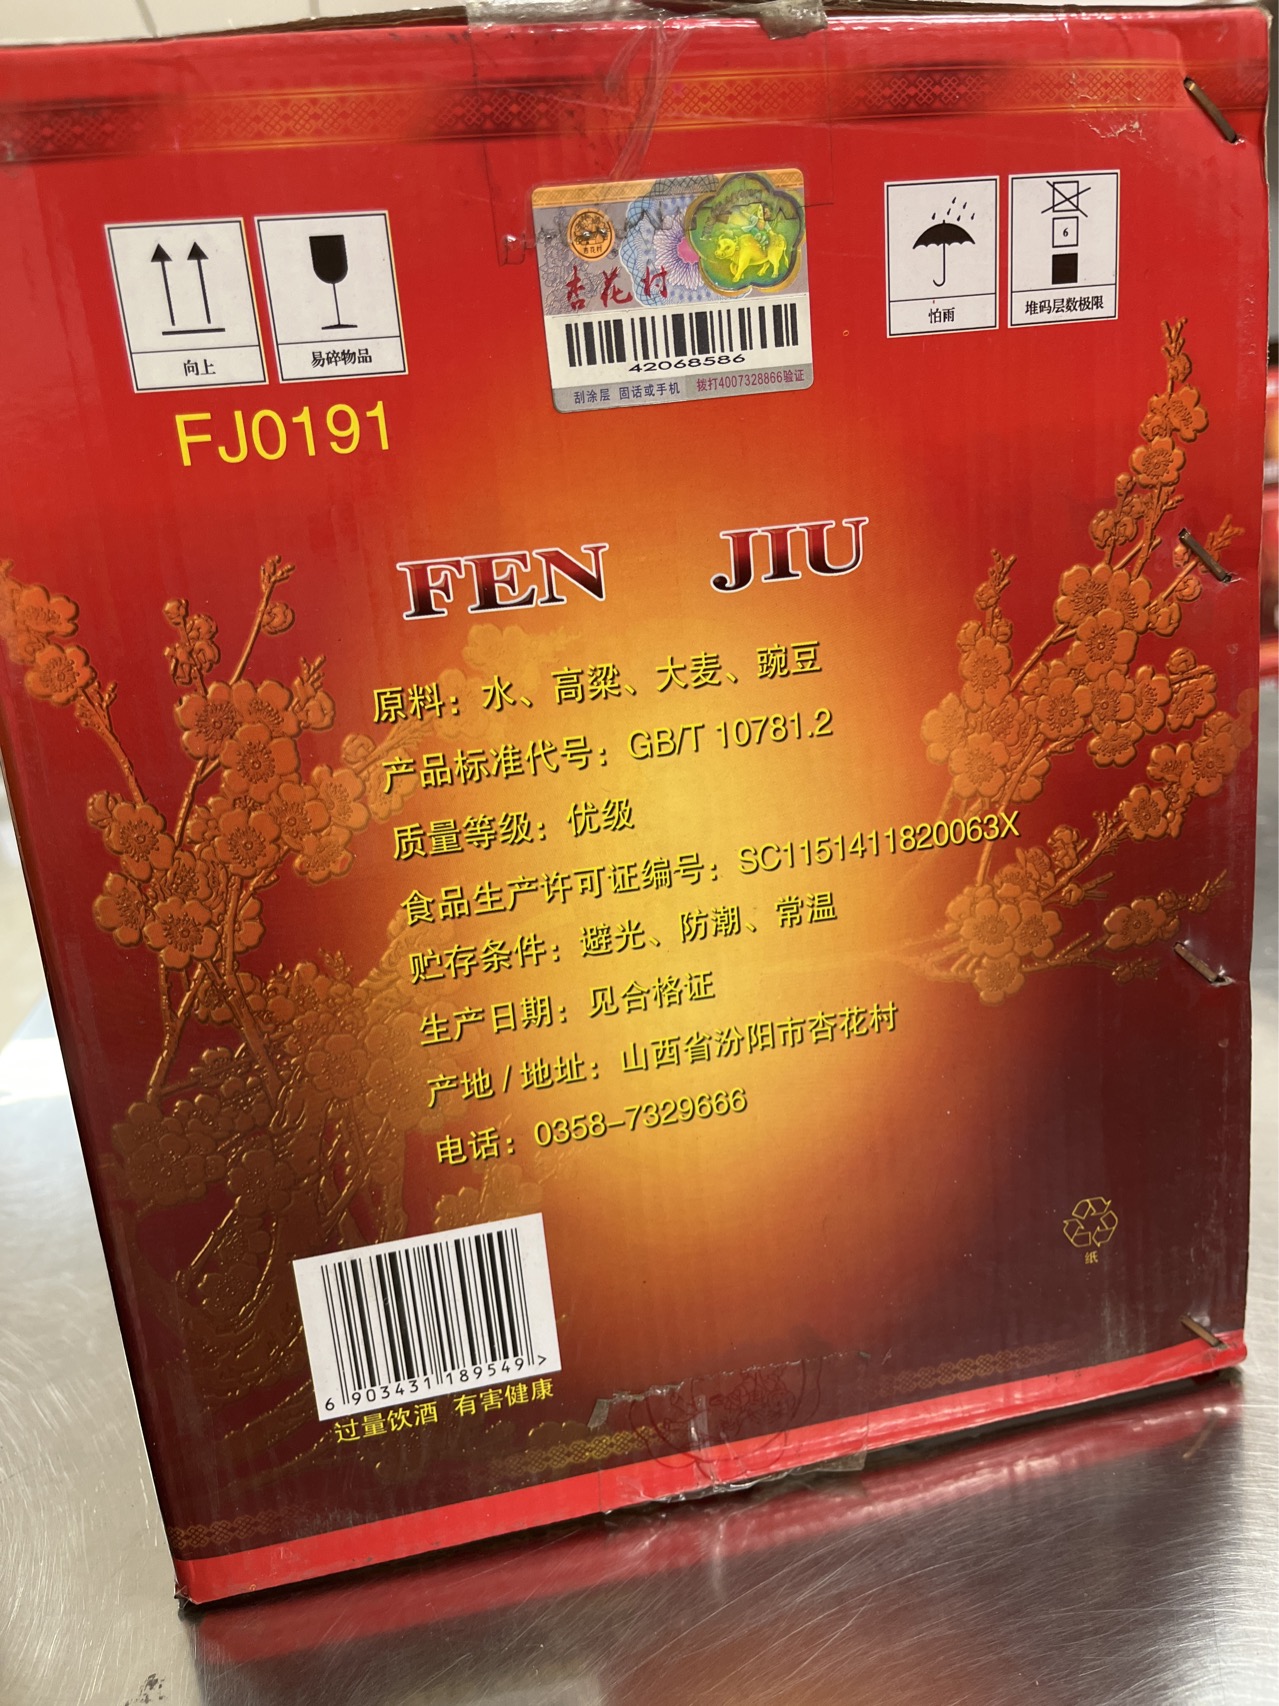 杏花村
杏花村
42068586
刮涂层 固话或手机 拨打4007328866验证
向上
易碎物品
怕雨
6
堆码层数极限
FJ0191
FEN JIU
原料：水、高粱、大麦、豌豆
产品标准代号：GB/T 10781.2
质量等级：优级
食品生产许可证编号：SC1151411820063X
贮存条件：避光、防潮、常温
生产日期：见合格证
产地/地址：山西省汾阳市杏花村
电话：0358-7329666
纸
6 903431 189549 >
过量饮酒 有害健康